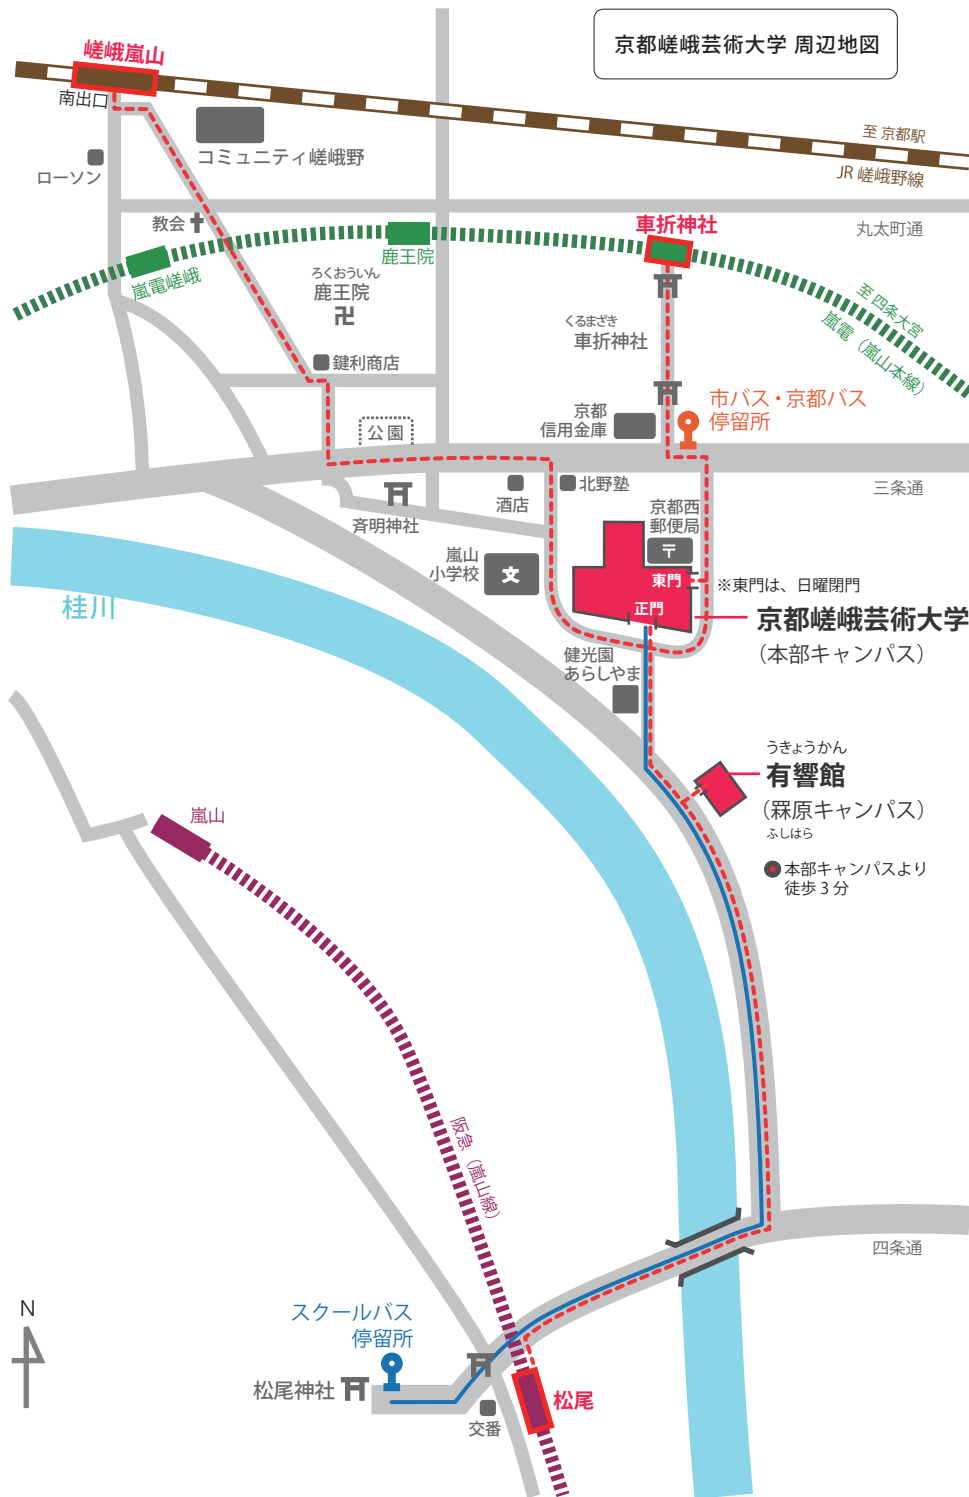 京都嵯峨芸術大学 周辺地図
嵯峨嵐山
南出口
コミュニティ嵯峨野
ローソン
至 京都駅
JR 嵯峨野線
丸太町通
教会
嵐電嵯峨
鹿王院
ろくおういん
鹿王院
車折神社
くるまざき
車折神社
至 四条大宮
嵐電（嵐山本線）
鍵利商店
公園
京都
信用金庫
市バス・京都バス
停留所
三条通
酒店
北野塾
斉明神社
京都西
郵便局
嵐山
小学校
文
東門
正門
※東門は、日曜閉門
京都嵯峨芸術大学
（本部キャンパス）
桂川
健光園
あらしやま
うきょうかん
有響館
（罧原キャンパス）
ふしはら
本部キャンパスより
徒歩 3 分
嵐山
阪急（嵐山線）
四条通
N
スクールバス
停留所
松尾神社
松尾
交番